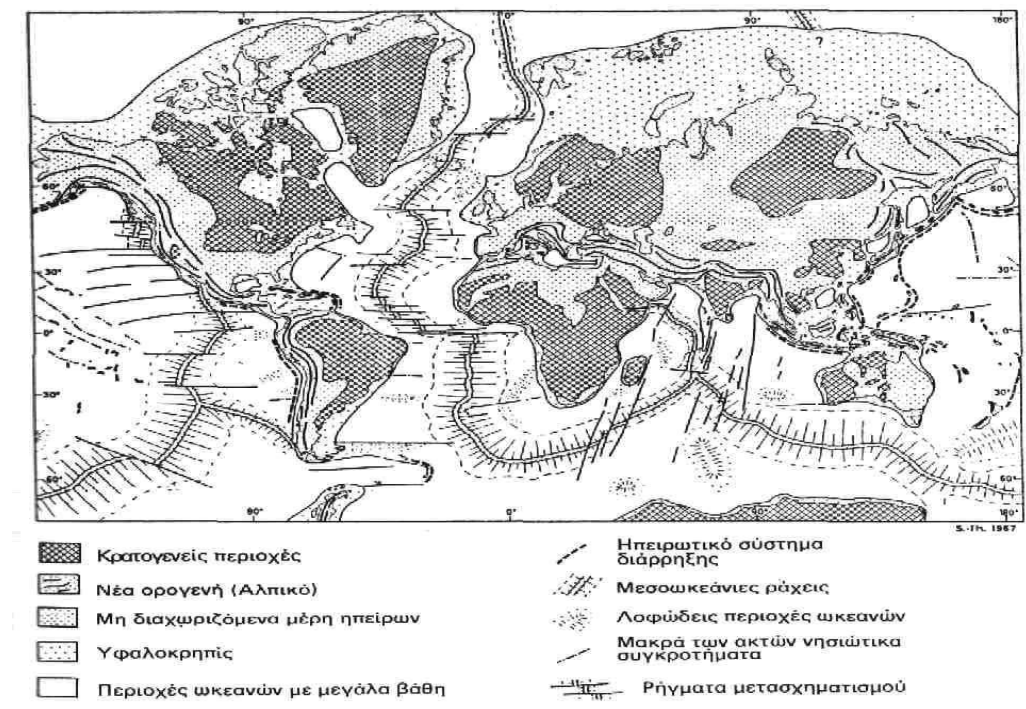 90°
0°
90°
180°
?
60°
60°
30°
30°
0°
0°
30°
30°
60°
60°
90°
0°
90°
180°
S.-Th. 1967
Κρατογενείς περιοχές
Νέα ορογενή (Αλπικό)
Μη διαχωριζόμενα μέρη ηπείρων
Υφαλοκρηπίς
Περιοχές ωκεανών με μεγάλα βάθη
Ηπειρωτικό σύστημα
διάρρηξης
Μεσοωκεάνιες ράχεις
Λοφώδεις περιοχές ωκεανών
Μακρά των ακτών νησιώτικα
συγκροτήματα
Ρήγματα μετασχηματισμού